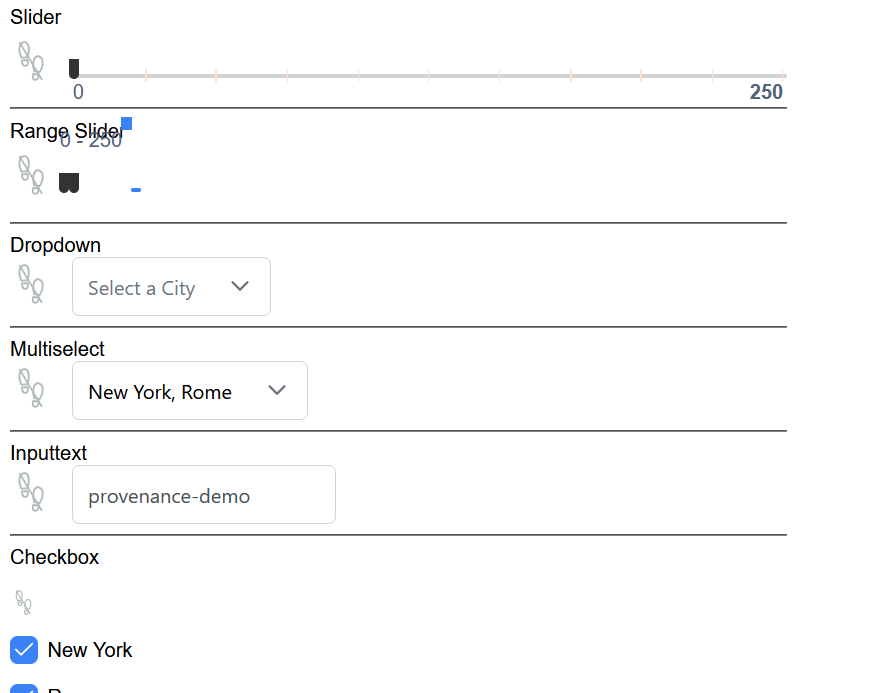 Slider
0 250
Range Slider
0 - 250
Dropdown
Select a City
Multiselect
New York, Rome
Inputtext
provenance-demo
Checkbox
New York